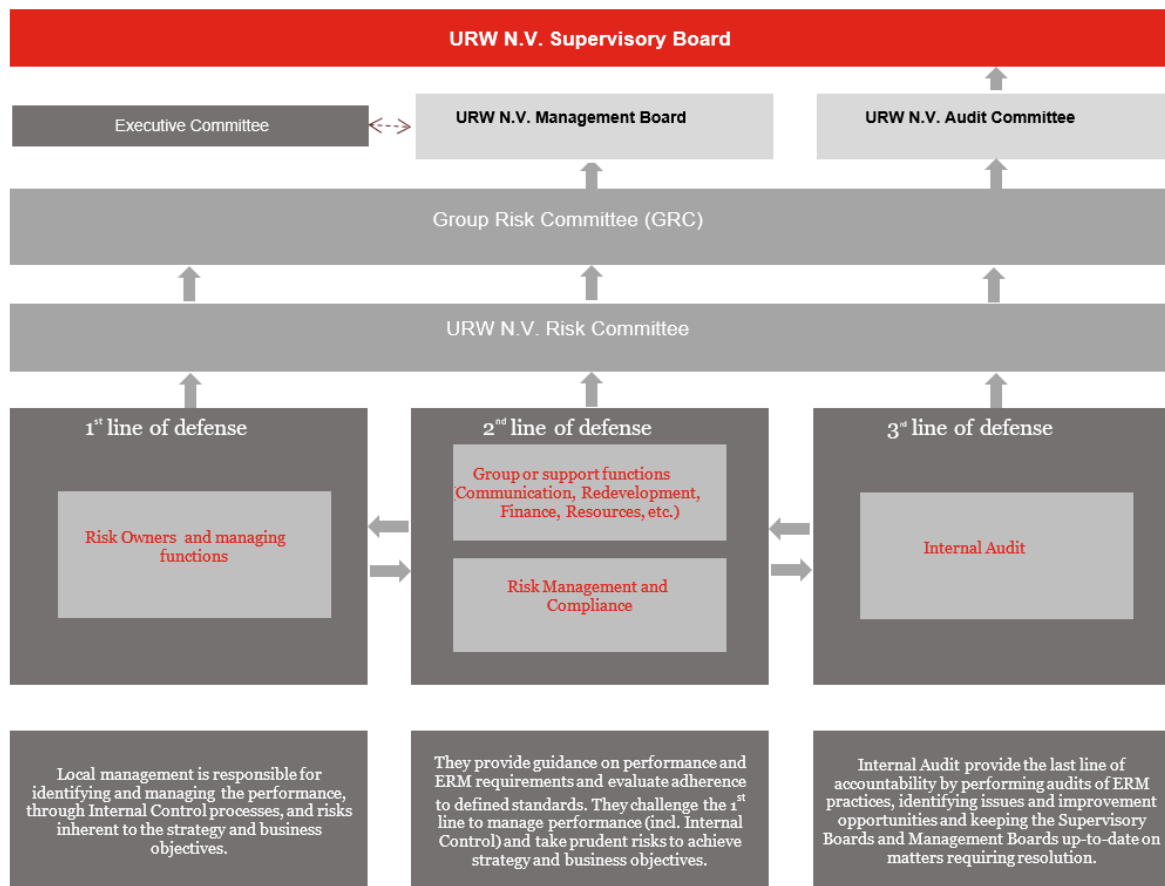 URW N.V. Supervisory Board
Executive Committee
URW N.V. Management Board
URW N.V. Audit Committee
Group Risk Committee (GRC)
URW N.V. Risk Committee
1st line of defense
Risk Owners and managing
functions
2nd line of defense
Group or support functions
(Communication, Redevelopment,
Finance, Resources, etc.)
Risk Management and
Compliance
3rd line of defense
Internal Audit
Local management is responsible for
identifying and managing the performance,
through Internal Control processes, and risks
inherent to the strategy and business
objectives.
They provide guidance on performance and
ERM requirements and evaluate adherence
to defined standards. They challenge the 1st
line to manage performance (incl. Internal
Control) and take prudent risks to achieve
strategy and business objectives.
Internal Audit provide the last line of
accountability by performing audits of ERM
practices, identifying issues and improvement
opportunities and keeping the Supervisory
Boards and Management Boards up-to-date on
matters requiring resolution.